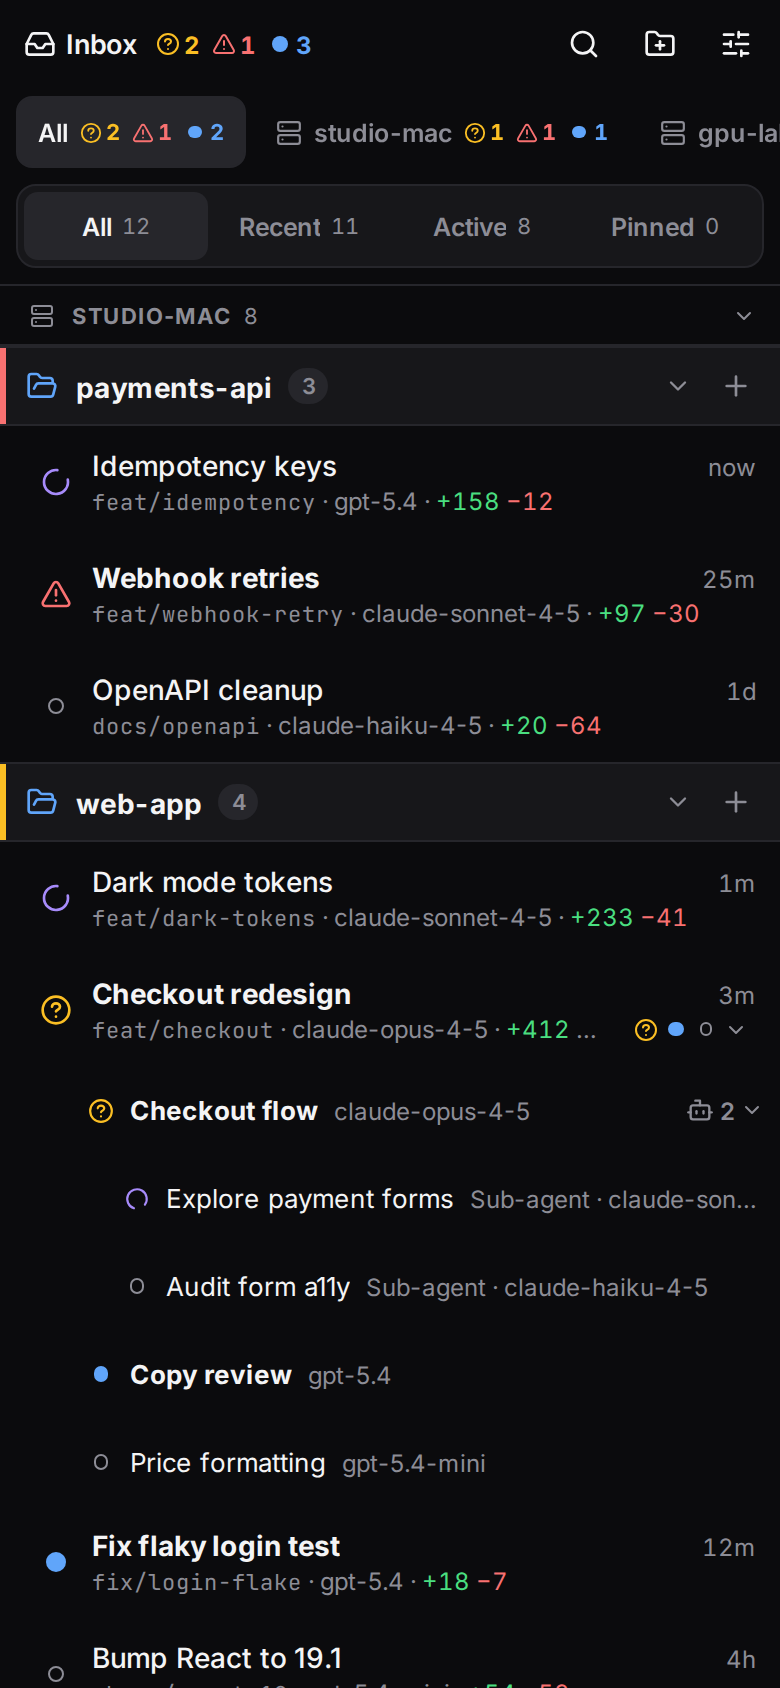 Inbox 2 1 3
All 2 1 2 studio-mac 1 1 1
All 12 Recent 11 Active 8 Pinned 0
STUDIO-MAC 8
payments-api 3
Idempotency keys now
feat/idempotency · gpt-5.4 · +158 −12
Webhook retries 25m
feat/webhook-retry · claude-sonnet-4-5 · +97 −30
OpenAPI cleanup 1d
docs/openapi · claude-haiku-4-5 · +20 −64
web-app 4
Dark mode tokens 1m
feat/dark-tokens · claude-sonnet-4-5 · +233 −41
Checkout redesign 3m
feat/checkout · claude-opus-4-5 · +412 ...
Checkout flow claude-opus-4-5 2
Explore payment forms Sub-agent · claude-son...
Audit form a11y Sub-agent · claude-haiku-4-5
Copy review gpt-5.4
Price formatting gpt-5.4-mini
Fix flaky login test 12m
fix/login-flake · gpt-5.4 · +18 −7
Bump React to 19.1 4h